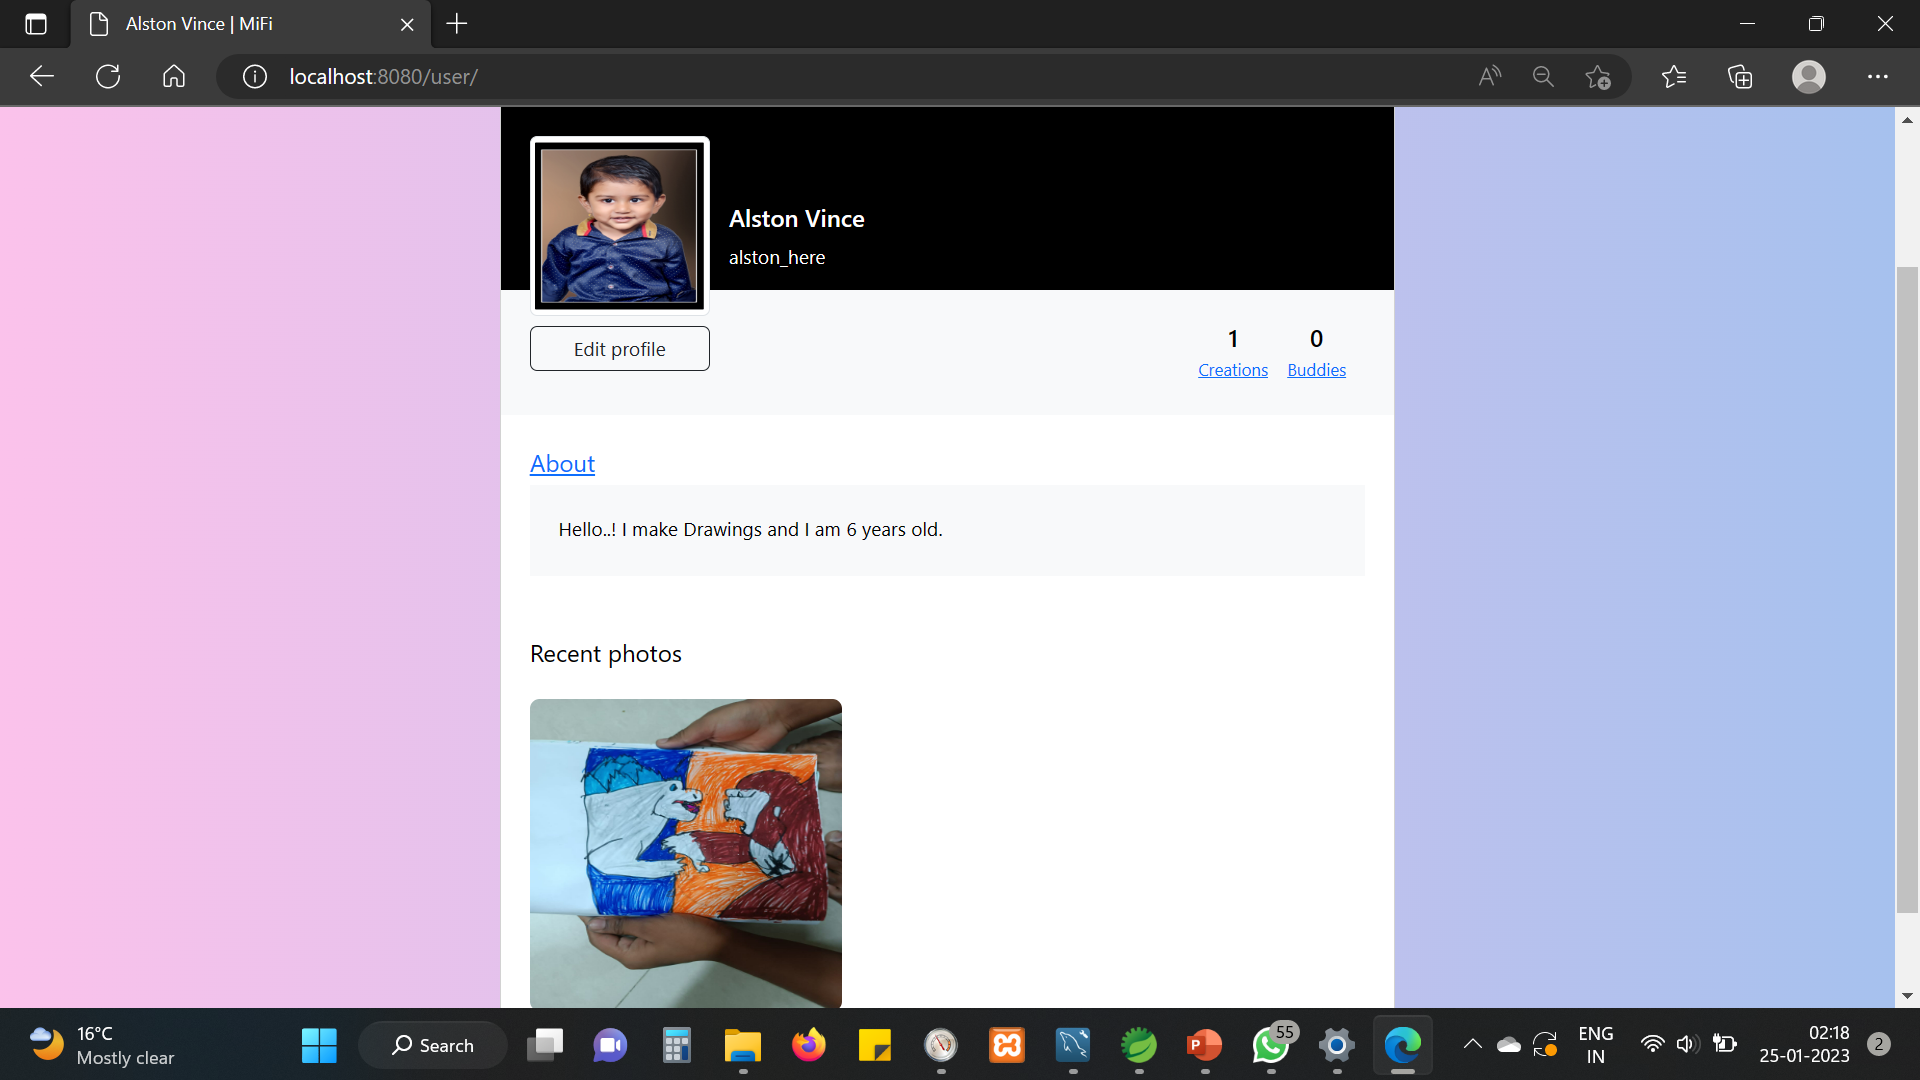 Alston Vince | MiFi
localhost:8080/user/
Alston Vince
alston_here
Edit profile
1 0
Creations Buddies
About
Hello..! I make Drawings and I am 6 years old.
Recent photos
16°C
Mostly clear
Search
P
55
ENG
IN
02:18
25-01-2023
2